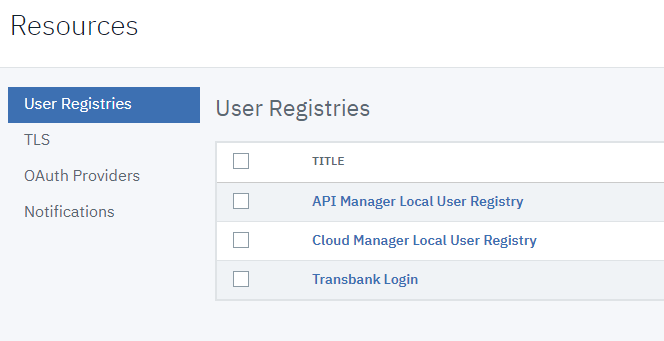 Resources
User Registries
TLS
OAuth Providers
Notifications
User Registries
TITLE
API Manager Local User Registry
Cloud Manager Local User Registry
Transbank Login